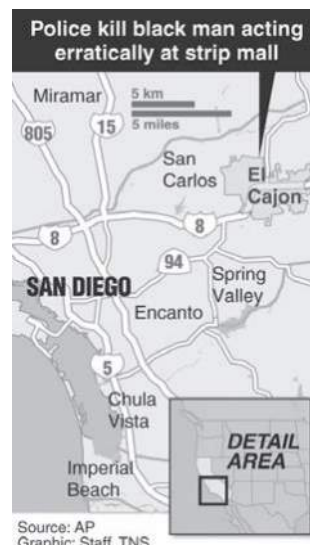 Police kill black man acting
erratically at strip mall
Miramar
5 km
5 miles
805
15
San
Carlos
El
Cajon
8
8
94
SAN DIEGO
Spring
Valley
Encanto
5
Chula
Vista
DETAIL
AREA
Imperial
Beach
Source: AP
Graphic: Staff, TNS